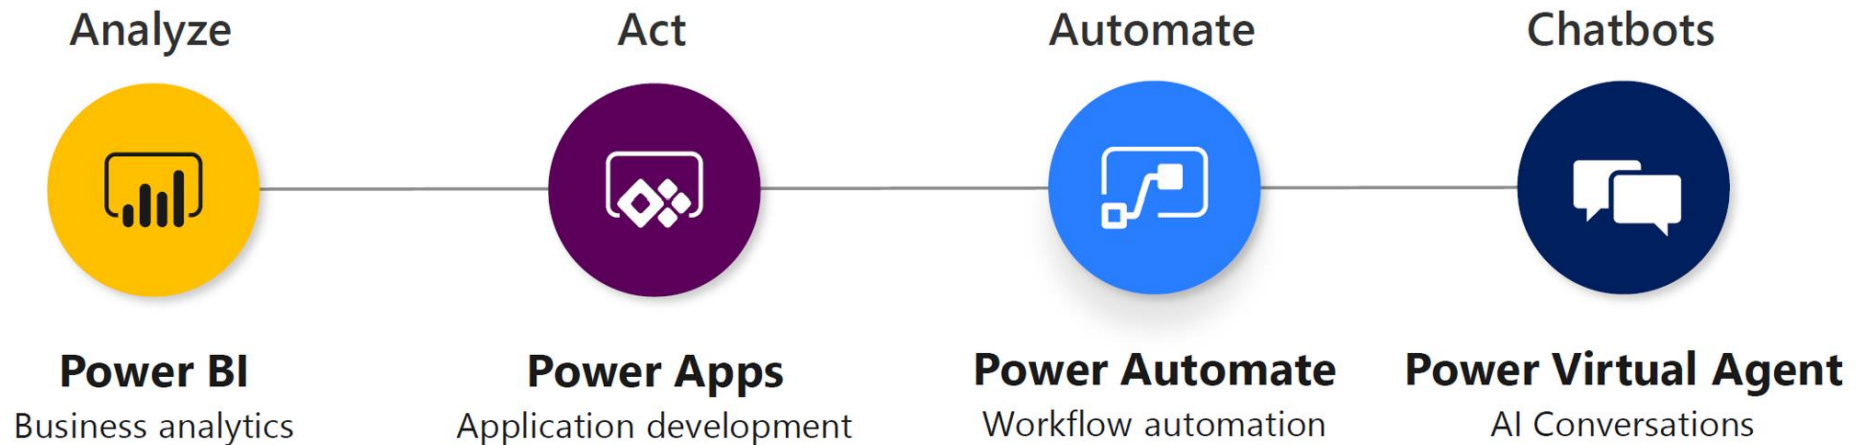 Analyze
Act
Automate
Chatbots
Power BI
Business analytics
Power Apps
Application development
Power Automate
Workflow automation
Power Virtual Agent
AI Conversations